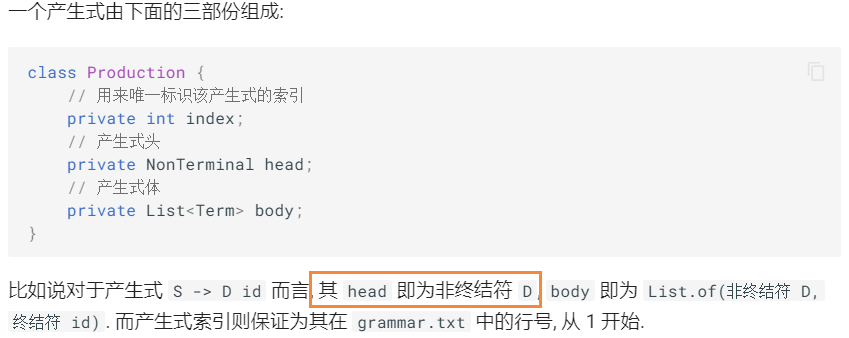 一个产生式由下面的三部份组成:
class Production {
// 用来唯一标识该产生式的索引
private int index;
// 产生式头
private NonTerminal head;
// 产生式体
private List<Term> body;
}
比如说对于产生式 S -> D id 而言, 其 head 即为非终结符 D, body 即为 List.of(非终结符 D,
终结符 id). 而产生式索引则保证为其在 grammar.txt 中的行号, 从 1 开始.